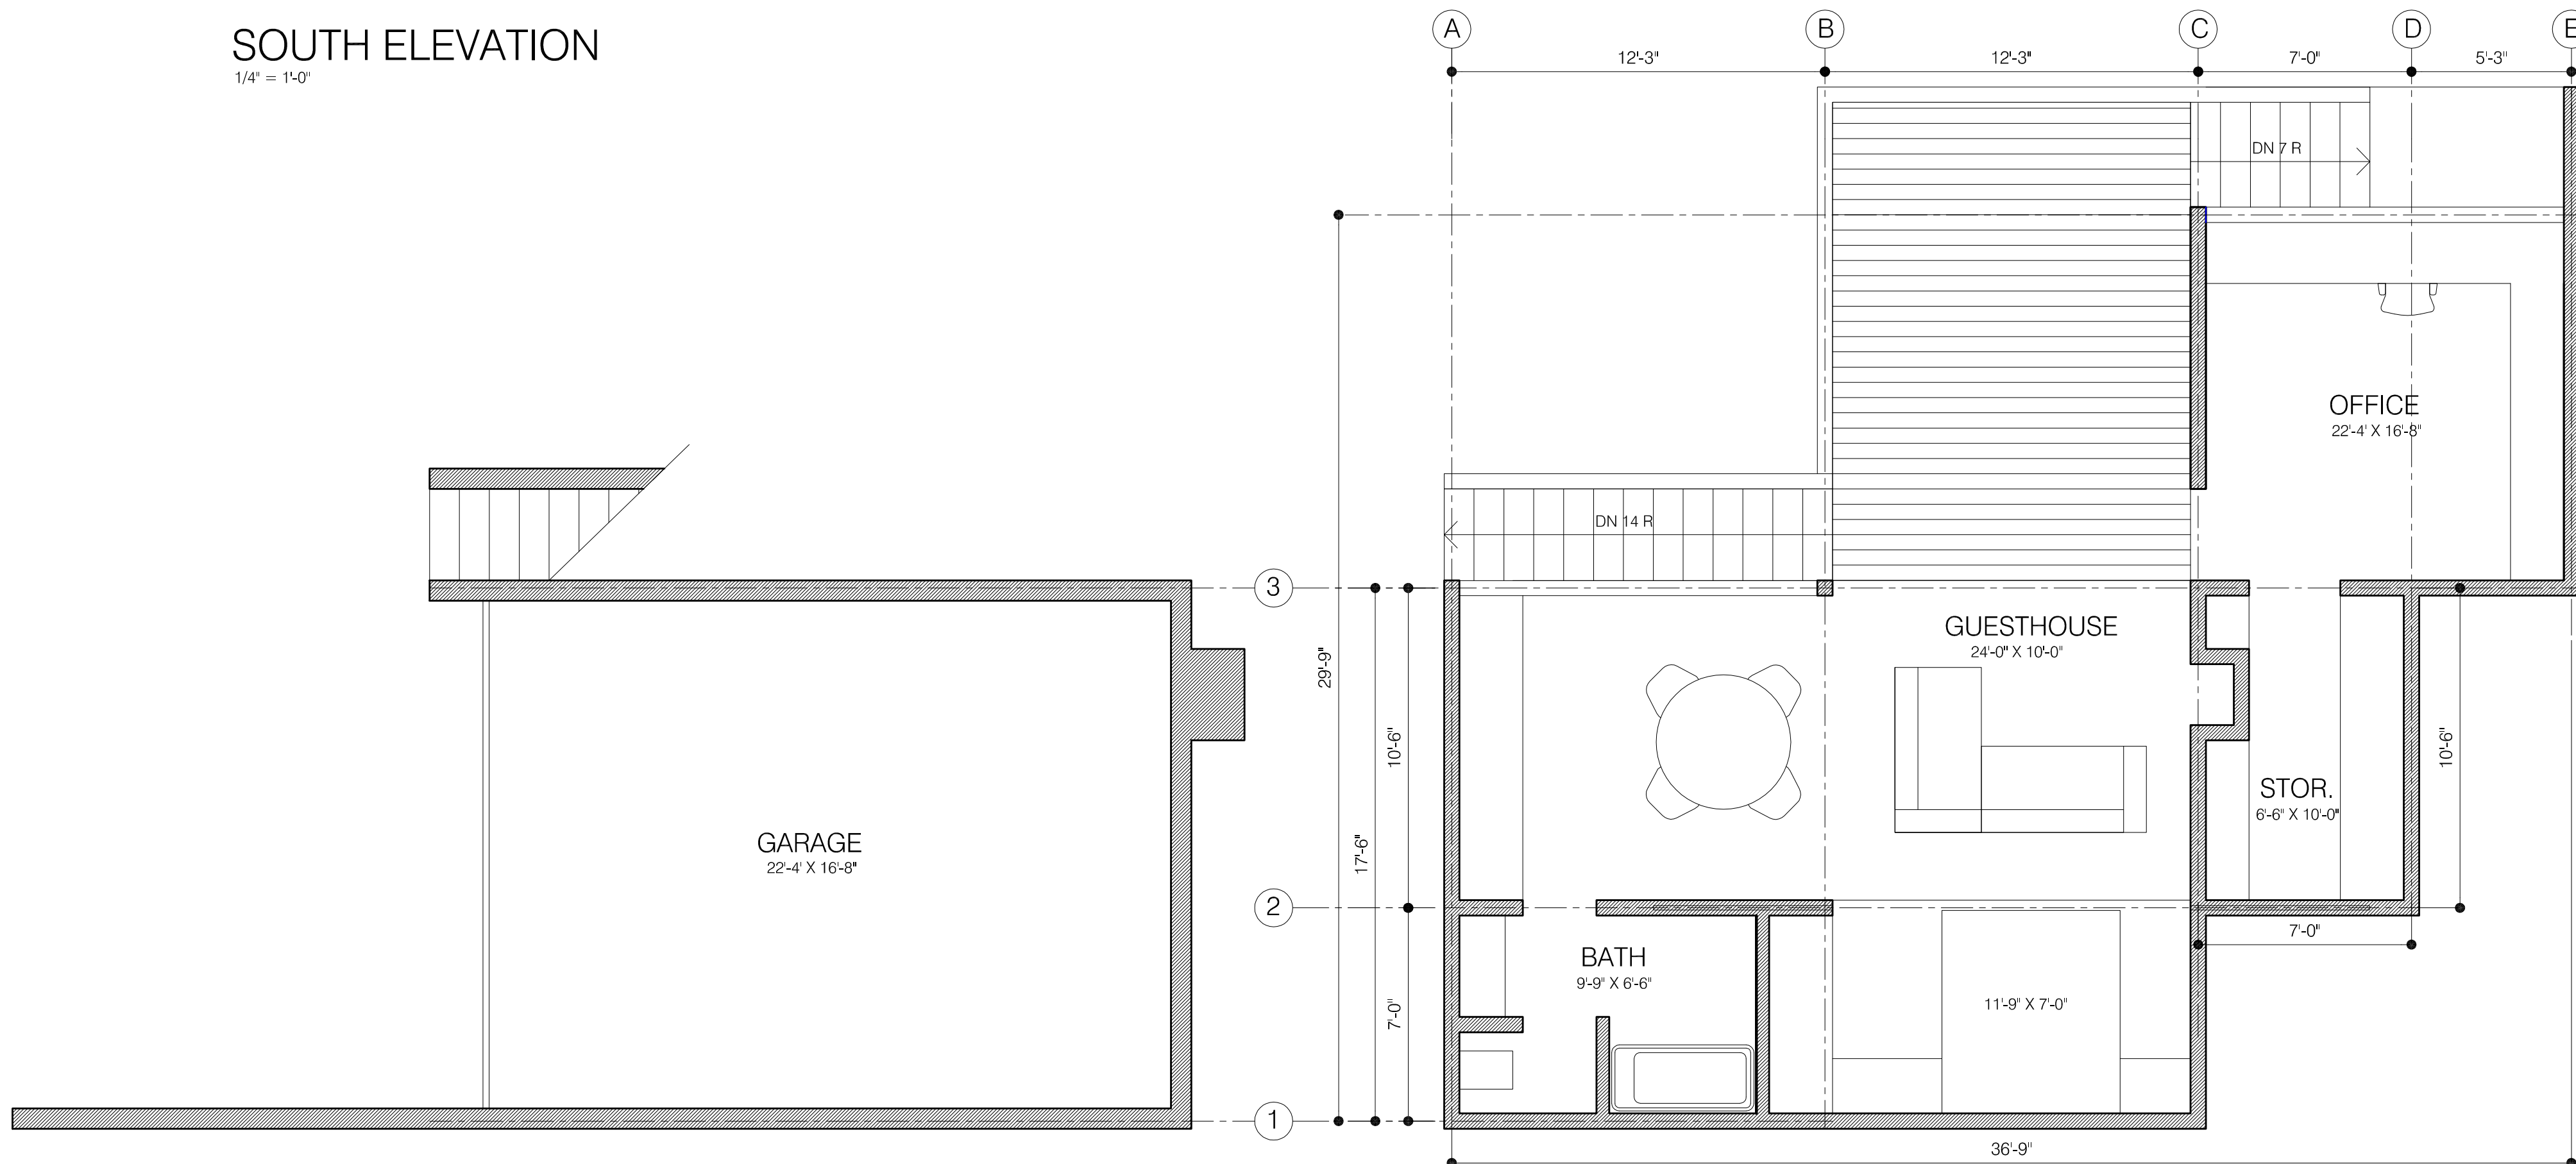 SOUTH ELEVATION
1/4" = 1'-0"
A
B
C
D
E
12'-3"
12'-3"
7'-0"
5'-3"
DN 7 R
OFFICE
22'-4' X 16'-8"
DN 14 R
3
GUESTHOUSE
24'-0" X 10'-0"
29'-9"
10'-6"
10'-6"
STOR.
6'-6" X 10'-0"
GARAGE
22'-4' X 16'-8"
17'-6"
2
7'-0"
BATH
9'-9" X 6'-6"
11'-9" X 7'-0"
7'-0"
1
36'-9"